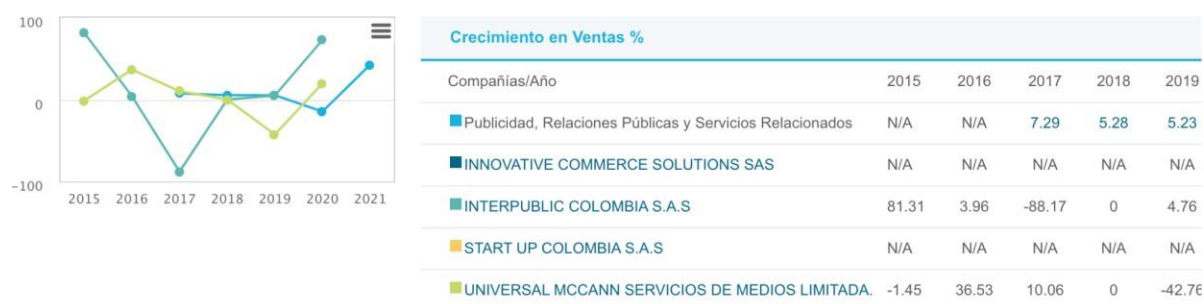 100
0
-100
2015 2016 2017 2018 2019 2020 2021
Crecimiento en Ventas %
Compañías/Año 2015 2016 2017 2018 2019
Publicidad, Relaciones Públicas y Servicios Relacionados N/A N/A 7.29 5.28 5.23
INNOVATIVE COMMERCE SOLUTIONS SAS N/A N/A N/A N/A N/A
INTERPUBLIC COLOMBIA S.A.S 81.31 3.96 -88.17 0 4.76
START UP COLOMBIA S.A.S N/A N/A N/A N/A N/A
UNIVERSAL MCCANN SERVICIOS DE MEDIOS LIMITADA. -1.45 36.53 10.06 0